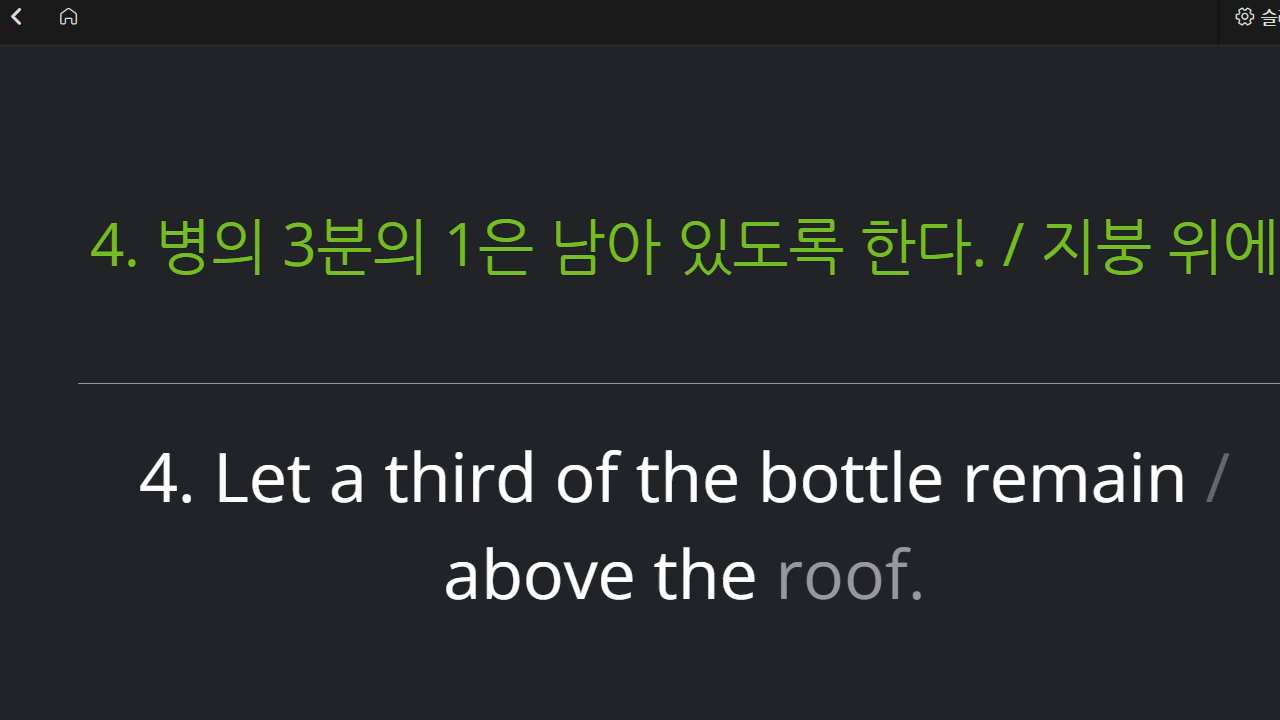 4. 병의 3분의 1은 남아 있도록 한다. / 지붕 위에
4. Let a third of the bottle remain /
above the roof.